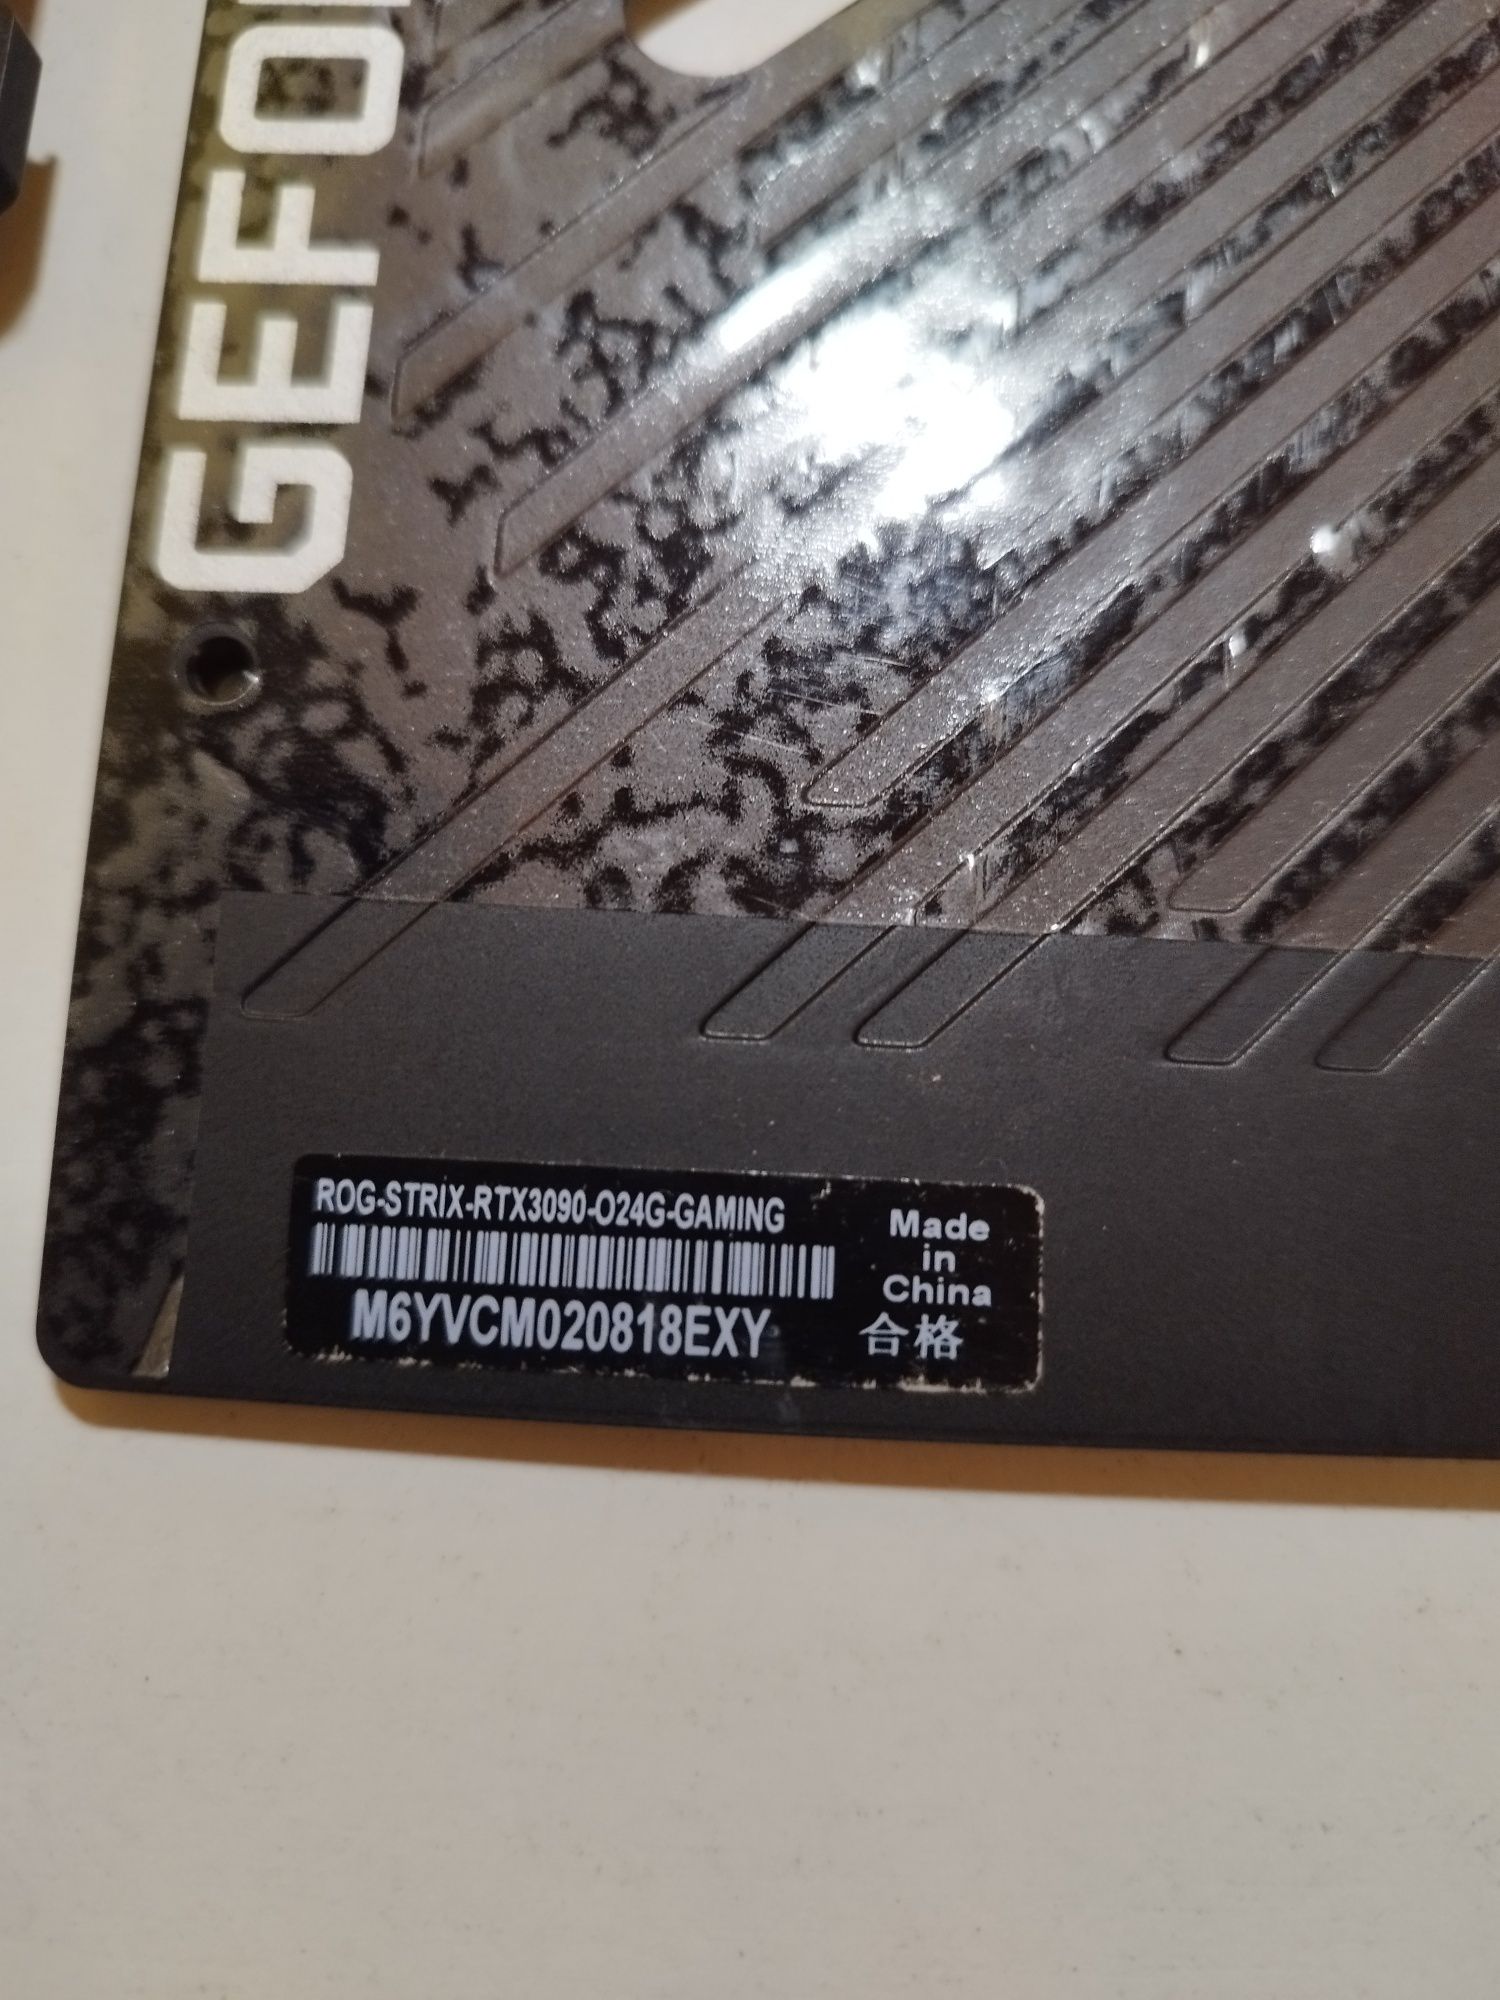 GEFO
ROG-STRIX-RTX3090-O24G-GAMING
M6YVCM020818EXY
Made
in
China
合格